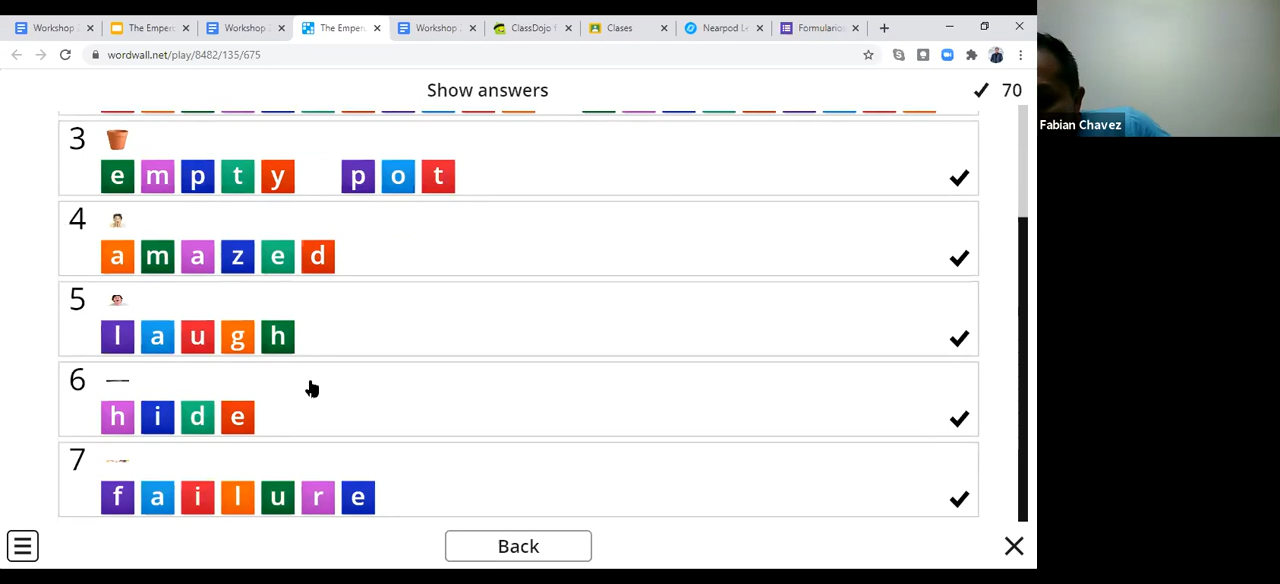 Workshop
The Emper
Workshop
The Emper
Workshop
ClassDojo f
Clases
Nearpod Le
Formulario
wordwall.net/play/8482/135/675
Show answers
70
Fabian Chavez
3
empty pot
4
amazed
5
laugh
6
hide
7
failure
Back